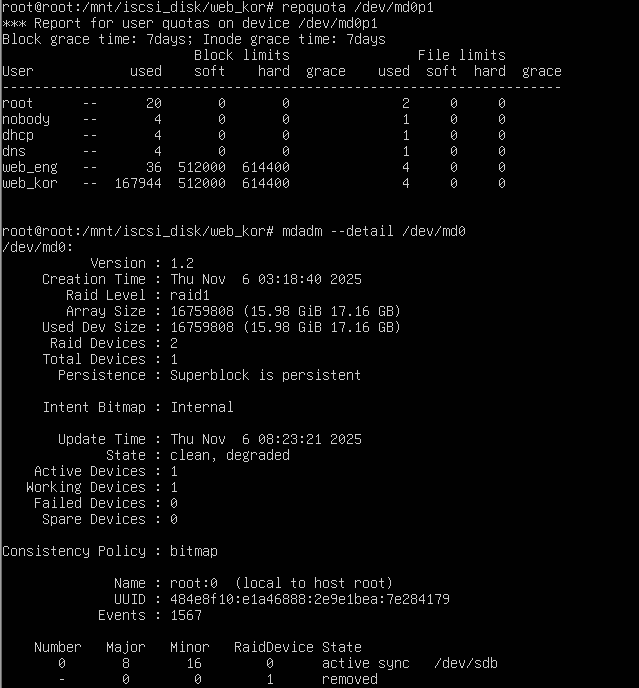 root@root:/mnt/iscsi_disk/web_kor# repquota /dev/md0p1
*** Report for user quotas on device /dev/md0p1
Block grace time: 7days; Inode grace time: 7days
                        Block limits                File limits
User            used    soft    hard  grace    used  soft  hard  grace
----------------------------------------------------------------------
root      --      20       0       0              2     0     0
nobody    --       4       0       0              1     0     0
dhcp      --       4       0       0              1     0     0
dns       --       4       0       0              1     0     0
web_eng   --      36  512000  614400              4     0     0
web_kor   --  167944  512000  614400              4     0     0
root@root:/mnt/iscsi_disk/web_kor# mdadm --detail /dev/md0
/dev/md0:
           Version : 1.2
     Creation Time : Thu Nov  6 03:18:40 2025
        Raid Level : raid1
        Array Size : 16759808 (15.98 GiB 17.16 GB)
     Used Dev Size : 16759808 (15.98 GiB 17.16 GB)
      Raid Devices : 2
     Total Devices : 1
       Persistence : Superblock is persistent
     Intent Bitmap : Internal
       Update Time : Thu Nov  6 08:23:21 2025
             State : clean, degraded
    Active Devices : 1
   Working Devices : 1
    Failed Devices : 0
     Spare Devices : 0
Consistency Policy : bitmap
              Name : root:0  (local to host root)
              UUID : 484e8f10:e1a46888:2e9e1bea:7e284179
            Events : 1567
    Number   Major   Minor   RaidDevice State
       0       8       16        0      active sync   /dev/sdb
       -       0        0        1      removed